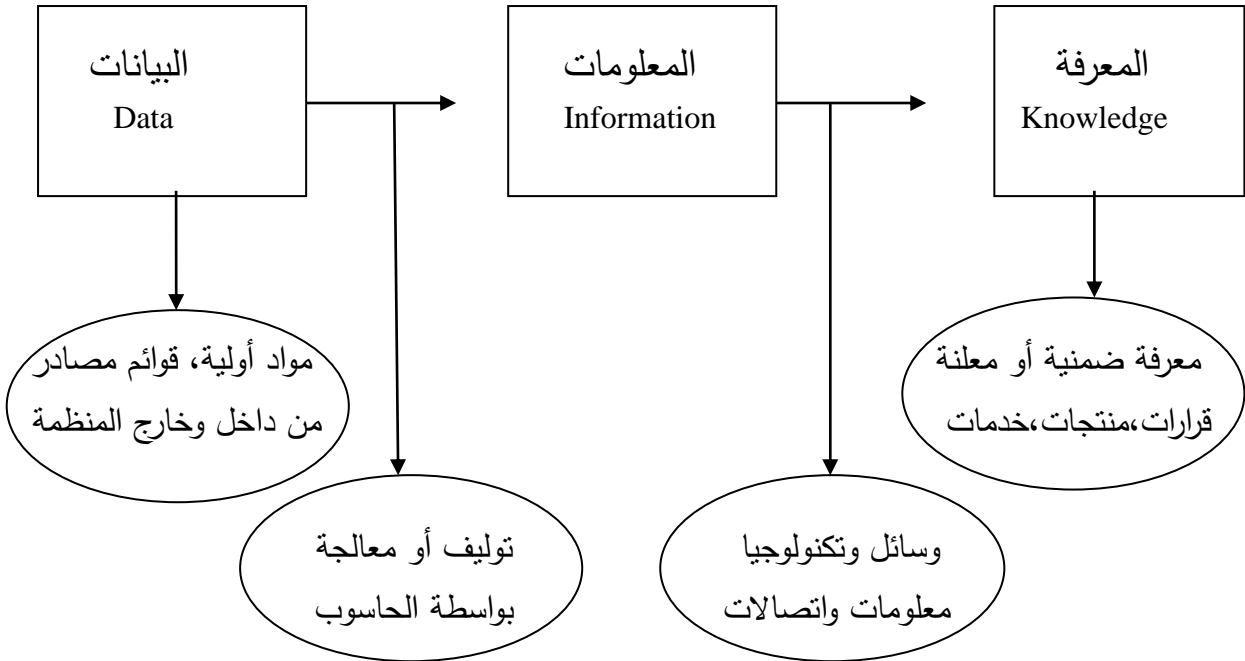 البيانات
Data
المعلومات
Information
المعرفة
Knowledge
مواد أولية، قوائم مصادر
من داخل وخارج المنظمة
توليف أو معالجة
بواسطة الحاسوب
وسائل وتكنولوجيا
معلومات واتصالات
معرفة ضمنية أو معلنة
قرارات،منتجات،خدمات